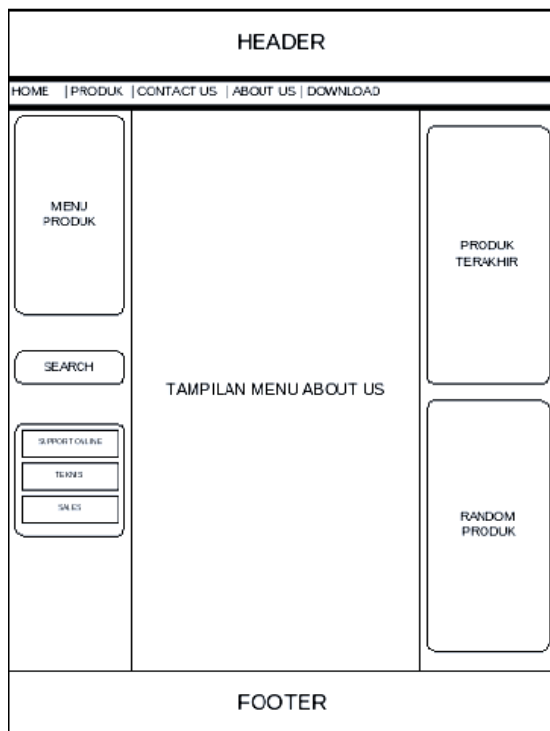 HEADER
HOME | PRODUK | CONTACT US | ABOUT US | DOWNLOAD
MENU
PRODUK
SEARCH
SUPPORT ONLINE
TEKNIS
SALES
TAMPILAN MENU ABOUT US
PRODUK
TERAKHIR
RANDOM
PRODUK
FOOTER